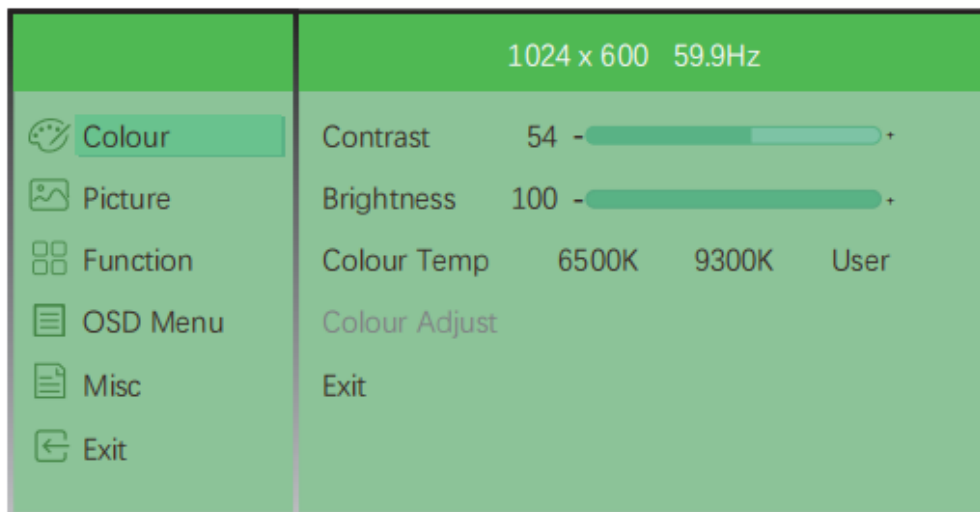 1024 x 600 59.9Hz
Colour
Picture
Function
OSD Menu
Misc
Exit
Contrast 54 - +
Brightness 100 - +
Colour Temp 6500K 9300K User
Colour Adjust
Exit